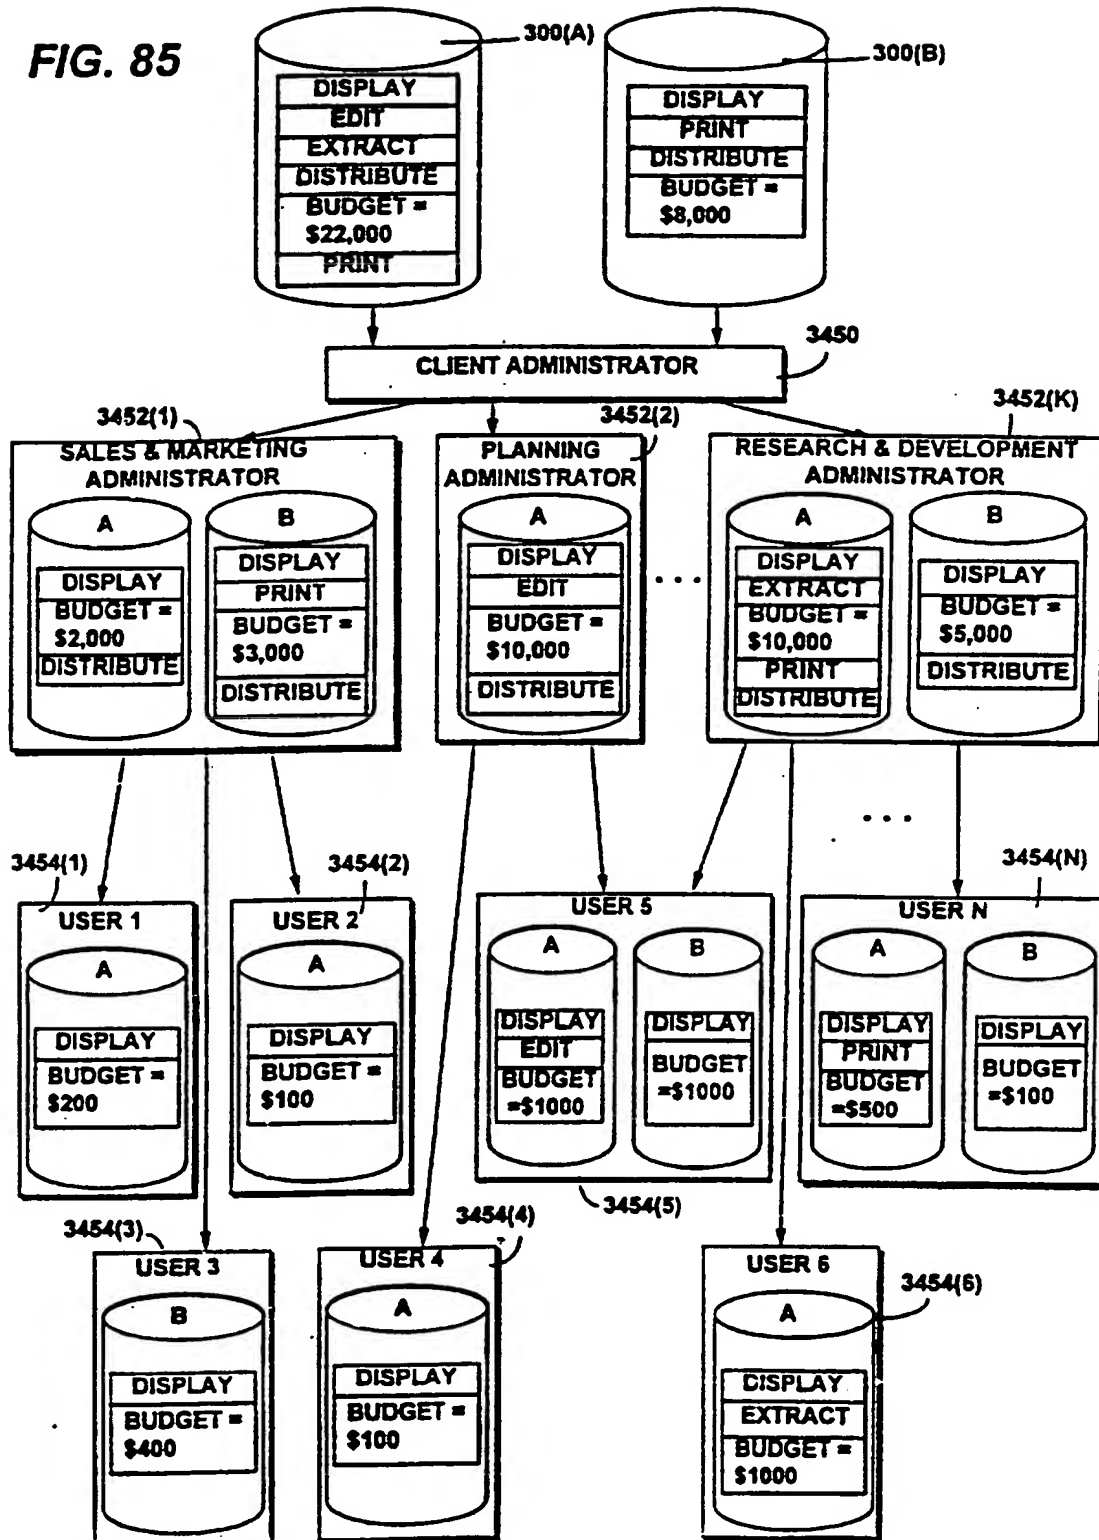 FIG. 85
300(A)
DISPLAY
EDIT
EXTRACT
DISTRIBUTE
BUDGET =
$22,000
PRINT
300(B)
DISPLAY
PRINT
DISTRIBUTE
BUDGET =
$8,000
CLIENT ADMINISTRATOR
3450
3452(1)
SALES & MARKETING
ADMINISTRATOR
A
DISPLAY
BUDGET =
$2,000
DISTRIBUTE
B
DISPLAY
PRINT
BUDGET =
$3,000
DISTRIBUTE
3452(2)
PLANNING
ADMINISTRATOR
A
DISPLAY
EDIT
BUDGET =
$10,000
DISTRIBUTE
. . .
3452(K)
RESEARCH & DEVELOPMENT
ADMINISTRATOR
A
DISPLAY
EXTRACT
BUDGET =
$10,000
PRINT
DISTRIBUTE
B
DISPLAY
BUDGET =
$5,000
DISTRIBUTE
. . .
3454(1)
USER 1
A
DISPLAY
BUDGET =
$200
3454(2)
USER 2
A
DISPLAY
BUDGET =
$100
USER 5
A
DISPLAY
EDIT
BUDGET
=$1000
B
DISPLAY
BUDGET
=$1000
3454(5)
3454(N)
USER N
A
DISPLAY
PRINT
BUDGET
=$500
B
DISPLAY
BUDGET
=$100
3454(3)
USER 3
B
DISPLAY
BUDGET =
$400
3454(4)
USER 4
A
DISPLAY
BUDGET =
$100
USER 6
3454(6)
A
DISPLAY
EXTRACT
BUDGET =
$1000